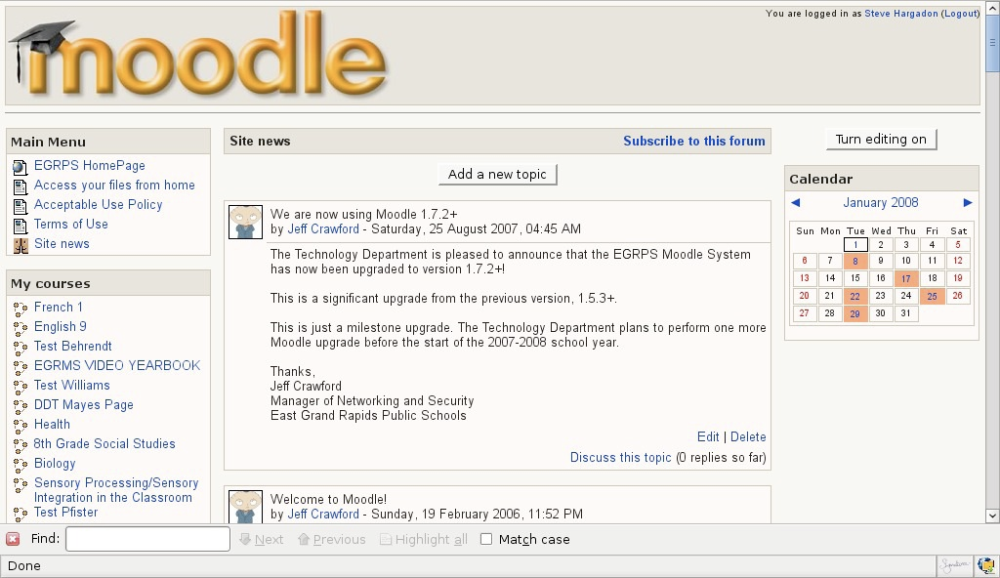 You are logged in as Steve Hargadon (Logout)
moodle
Main Menu
EGRPS HomePage
Access your files from home
Acceptable Use Policy
Terms of Use
Site news
My courses
French 1
English 9
Test Behrendt
EGRMS VIDEO YEARBOOK
Test Williams
DDT Mayes Page
Health
8th Grade Social Studies
Biology
Sensory Processing/Sensory
Integration in the Classroom
Test Pfister
Site news Subscribe to this forum
Add a new topic
We are now using Moodle 1.7.2+
by Jeff Crawford - Saturday, 25 August 2007, 04:45 AM
The Technology Department is pleased to announce that the EGRPS Moodle System
has now been upgraded to version 1.7.2+!
This is a significant upgrade from the previous version, 1.5.3+.
This is just a milestone upgrade. The Technology Department plans to perform one more
Moodle upgrade before the start of the 2007-2008 school year.
Thanks,
Jeff Crawford
Manager of Networking and Security
East Grand Rapids Public Schools
Edit | Delete
Discuss this topic (0 replies so far)
Welcome to Moodle!
by Jeff Crawford - Sunday, 19 February 2006, 11:52 PM
Turn editing on
Calendar
◄ January 2008 ►
Sun Mon Tue Wed Thu Fri Sat
1 2 3 4 5
6 7 8 9 10 11 12
13 14 15 16 17 18 19
20 21 22 23 24 25 26
27 28 29 30 31
Find: Next Previous Highlight all Match case
Done